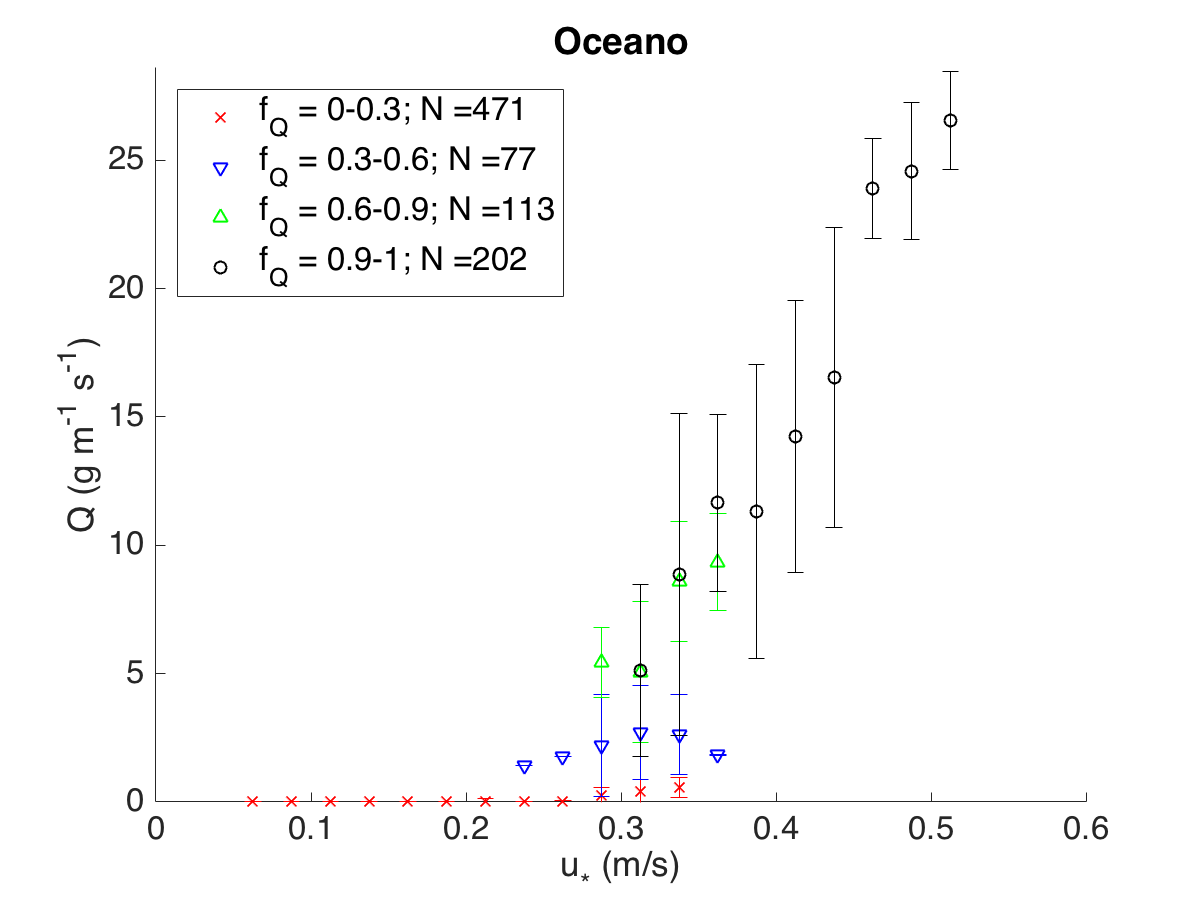 Oceano
f_Q = 0-0.3; N =471
f_Q = 0.3-0.6; N =77
f_Q = 0.6-0.9; N =113
f_Q = 0.9-1; N =202
25
20
15
10
5
0
Q (g m^-1 s^-1)
0 0.1 0.2 0.3 0.4 0.5 0.6
u_* (m/s)